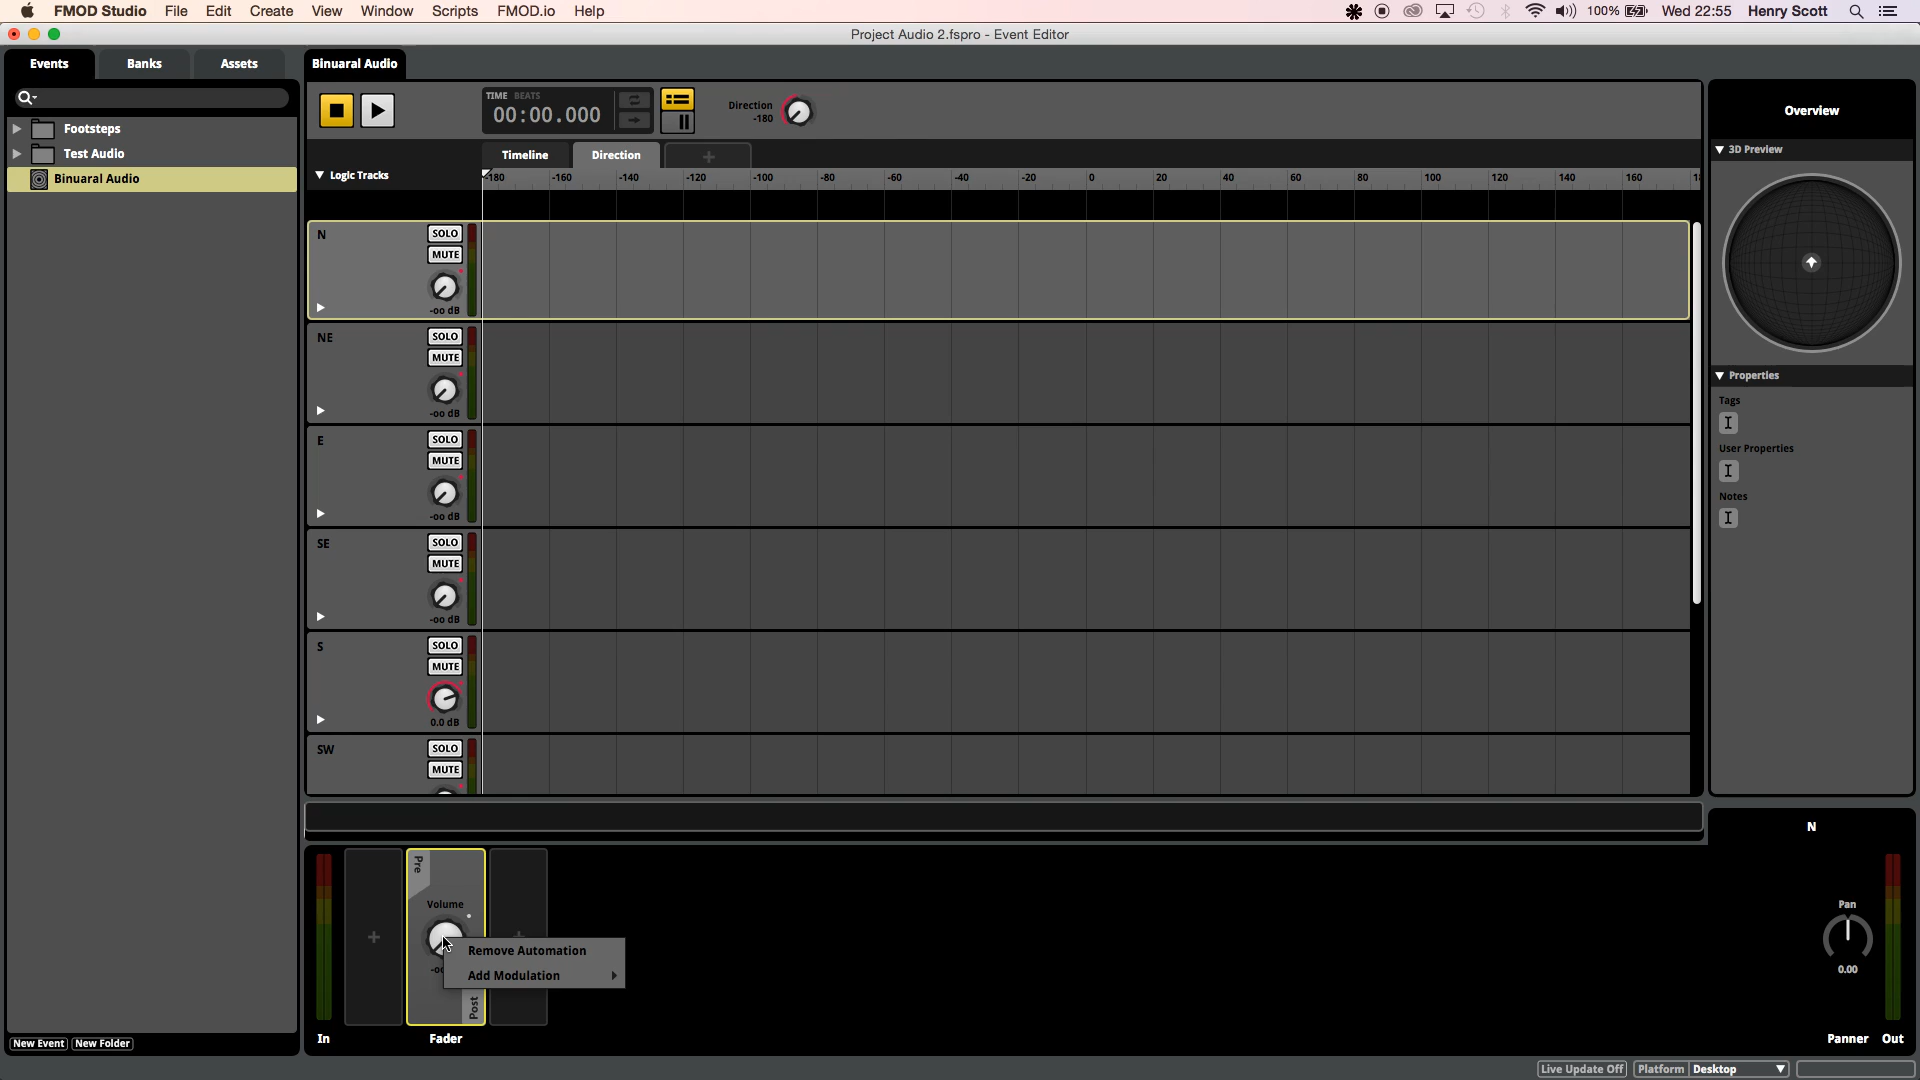 FMOD Studio File Edit Create View Window Scripts FMOD.io Help 100% Wed 22:55 Henry Scott
Project Audio 2.fspro - Event Editor
Events Banks Assets
Footsteps
Test Audio
Binuaral Audio
New Event New Folder
Binuaral Audio
TIME BEATS
00:00.000
Direction
-180
Timeline Direction +
Logic Tracks
-180 -160 -140 -120 -100 -80 -60 -40 -20 0 20 40 60 80 100 120 140 160
N SOLO
MUTE
-oo dB
NE SOLO
MUTE
-oo dB
E SOLO
MUTE
-oo dB
SE SOLO
MUTE
-oo dB
S SOLO
MUTE
0.0 dB
SW SOLO
MUTE
Overview
3D Preview
Properties
Tags
User Properties
Notes
Pre
Volume
Remove Automation
Add Modulation
Post
In Fader
N
Pan
0.00
Panner Out
Live Update Off Platform Desktop